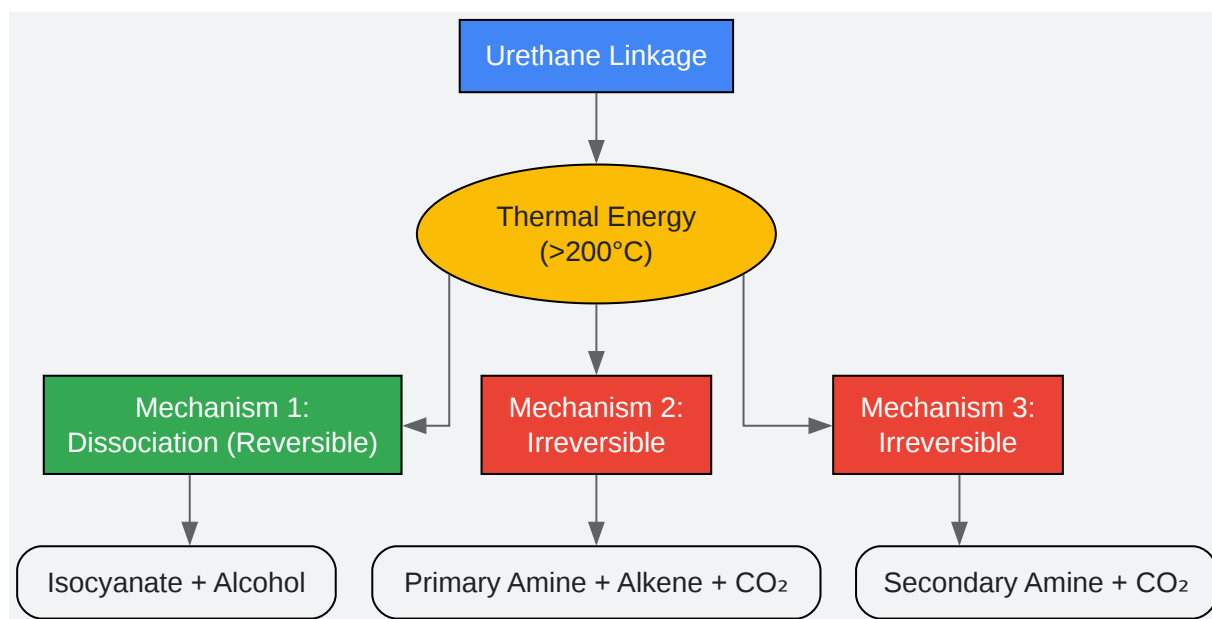 Urethane Linkage
Thermal Energy
(>200°C)
Mechanism 1:
Dissociation (Reversible)
Mechanism 2:
Irreversible
Mechanism 3:
Irreversible
Isocyanate + Alcohol
Primary Amine + Alkene + CO₂
Secondary Amine + CO₂